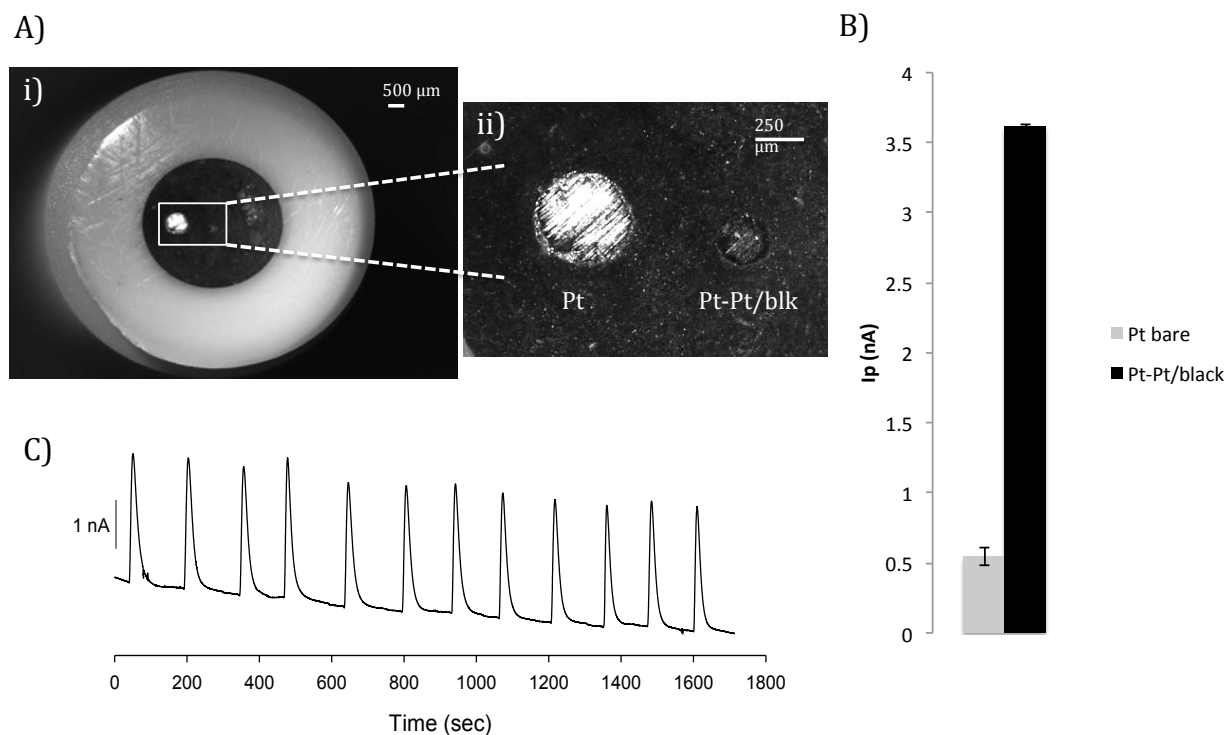 A)
i)
500 μm
ii)
250
μm
Pt
Pt-Pt/blk
B)
4
3.5
3
2.5
2
1.5
1
0.5
0
Ip (nA)
Pt bare
Pt-Pt/black
C)
1 nA
0 200 400 600 800 1000 1200 1400 1600 1800
Time (sec)